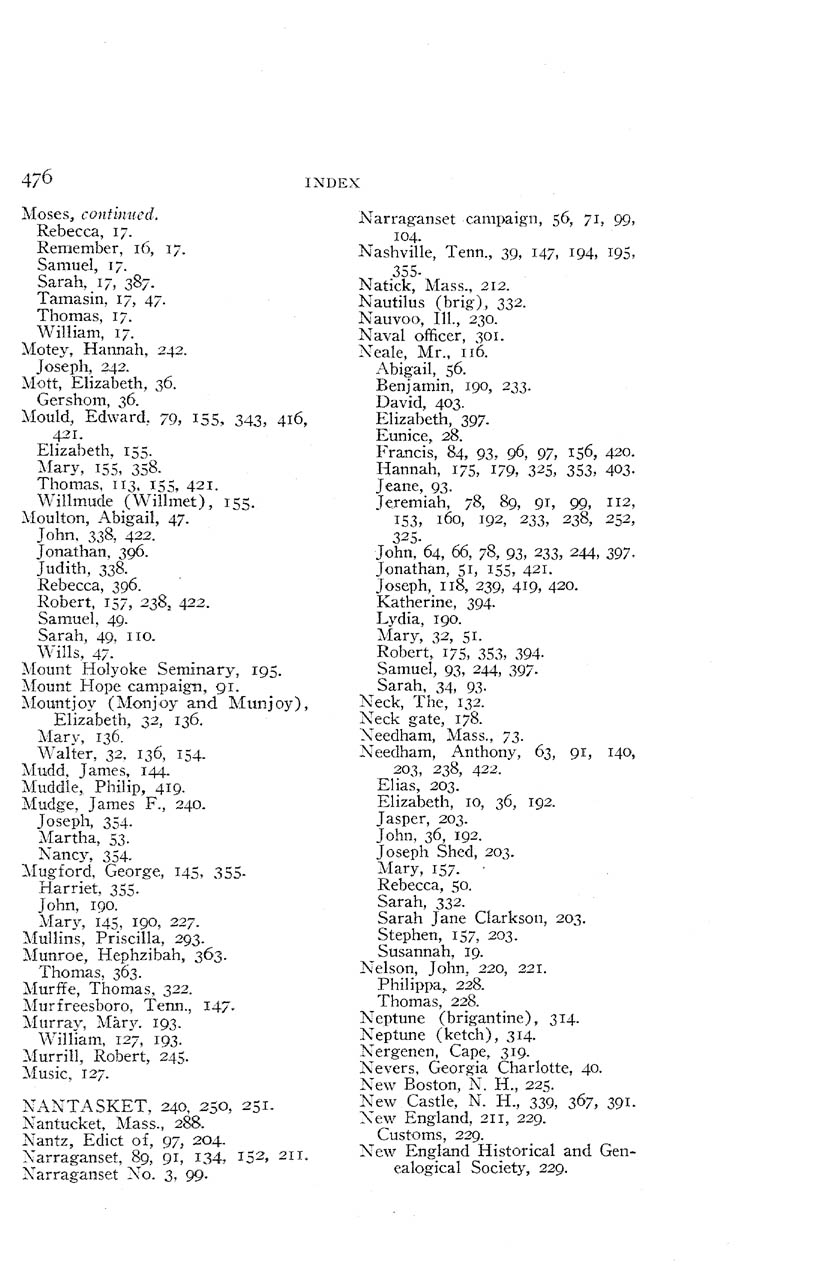 476
INDEX
Moses, continued.
Rebecca, 17.
Remember, 16, 17.
Samuel, 17.
Sarah, 17, 387.
Tamasin, 17, 47.
Thomas, 17.
William, 17.
Motey, Hannah, 242.
Joseph, 242.
Mott, Elizabeth, 36.
Gershom, 36.
Mould, Edward, 79, 155, 343, 416,
421.
Elizabeth, 155.
Mary, 155, 358.
Thomas, 113, 155, 421.
Willmude (Willmet), 155.
Moulton, Abigail, 47.
John, 338, 422.
Jonathan, 396.
Judith, 338.
Rebecca, 396.
Robert, 157, 238, 422.
Samuel, 49.
Sarah, 49, 110.
Wills, 47.
Mount Holyoke Seminary, 195.
Mount Hope campaign, 91.
Mountjoy (Monjoy and Munjoy),
Elizabeth, 32, 136.
Mary, 136.
Walter, 32, 136, 154.
Mudd, James, 144.
Muddle, Philip, 419.
Mudge, James F., 240.
Joseph, 354.
Martha, 53.
Nancy, 354.
Mugford, George, 145, 355.
Harriet, 355.
John, 190.
Mary, 145, 190, 227.
Mullins, Priscilla, 293.
Munroe, Hephzibah, 363.
Thomas, 363.
Murffe, Thomas, 322.
Murfreesboro, Tenn., 147.
Murray, Mary. 193.
William, 127, 193.
Murrill, Robert, 245.
Music, 127.
NANTASKET, 240, 250, 251.
Nantucket, Mass., 288.
Nantz, Edict of, 97, 204.
Narraganset, 89, 91, 134, 152, 211.
Narraganset No. 3, 99.
Narraganset campaign, 56, 71, 99,
104.
Nashville, Tenn., 39, 147, 194, 195,
355.
Natick, Mass., 212.
Nautilus (brig), 332.
Nauvoo, Ill., 230.
Naval officer, 301.
Neale, Mr., 116.
Abigail, 56.
Benjamin, 190, 233.
David, 403.
Elizabeth, 397.
Eunice, 28.
Francis, 84, 93, 96, 97, 156, 420.
Hannah, 175, 179, 325, 353, 403.
Jeane, 93.
Jeremiah, 78, 89, 91, 99, 112,
153, 160, 192, 233, 238, 252,
325.
John, 64, 66, 78, 93, 233, 244, 397.
Jonathan, 51, 155, 421.
Joseph, 118, 239, 419, 420.
Katherine, 394.
Lydia, 190.
Mary, 32, 51.
Robert, 175, 353, 394.
Samuel, 93, 244, 397.
Sarah, 34, 93.
Neck, The, 132.
Neck gate, 178.
Needham, Mass., 73.
Needham, Anthony, 63, 91, 140,
203, 238, 422.
Elias, 203.
Elizabeth, 10, 36, 192.
Jasper, 203.
John, 36, 192.
Joseph Shed, 203.
Mary, 157.
Rebecca, 50.
Sarah, 332.
Sarah Jane Clarkson, 203.
Stephen, 157, 203.
Susannah, 19.
Nelson, John, 220, 221.
Philippa, 228.
Thomas, 228.
Neptune (brigantine), 314.
Neptune (ketch), 314.
Nergenen, Cape, 319.
Nevers, Georgia Charlotte, 40.
New Boston, N. H., 225.
New Castle, N. H., 339, 367, 391.
New England, 211, 229.
Customs, 229.
New England Historical and Gen-
ealogical Society, 229.